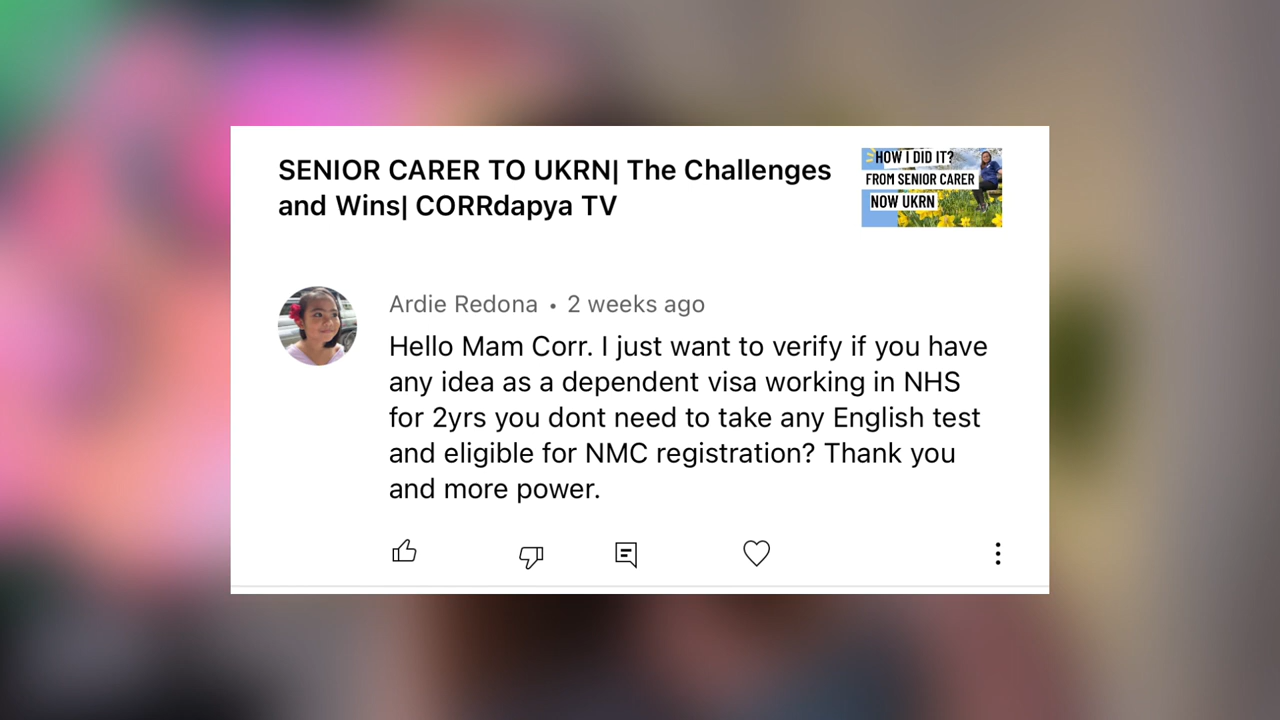 SENIOR CARER TO UKRN| The Challenges
and Wins| CORRdapya TV
HOW I DID IT?
FROM SENIOR CARER
NOW UKRN
Ardie Redona • 2 weeks ago
Hello Mam Corr. I just want to verify if you have
any idea as a dependent visa working in NHS
for 2yrs you dont need to take any English test
and eligible for NMC registration? Thank you
and more power.